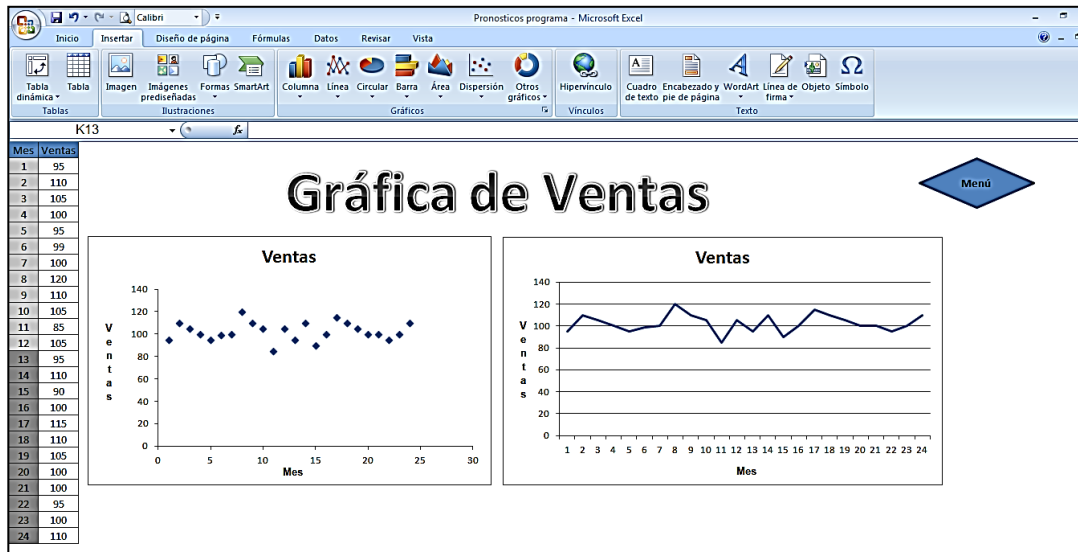 Calibri
Pronosticos programa - Microsoft Excel
Inicio Insertar Diseño de página Fórmulas Datos Revisar Vista
Tabla dinámica Tabla Imagen Imágenes prediseñadas Formas SmartArt Columna Línea Circular Barra Área Dispersión Otros gráficos Hipervínculo Cuadro de texto Encabezado y pie de página WordArt Línea de firma Objeto Símbolo
Tablas Ilustraciones Gráficos Vínculos Texto
K13 fx
Mes Ventas
1 95
2 110
3 105
4 100
5 95
6 99
7 100
8 120
9 110
10 105
11 85
12 105
13 95
14 110
15 90
16 100
17 115
18 110
19 105
20 100
21 100
22 95
23 100
24 110
Gráfica de Ventas
Menú
Ventas
140
120
100
80
60
40
20
0
Ventas
0 5 10 15 20 25 30
Mes
Ventas
140
120
100
80
60
40
20
0
Ventas
1 2 3 4 5 6 7 8 9 10 11 12 13 14 15 16 17 18 19 20 21 22 23 24
Mes